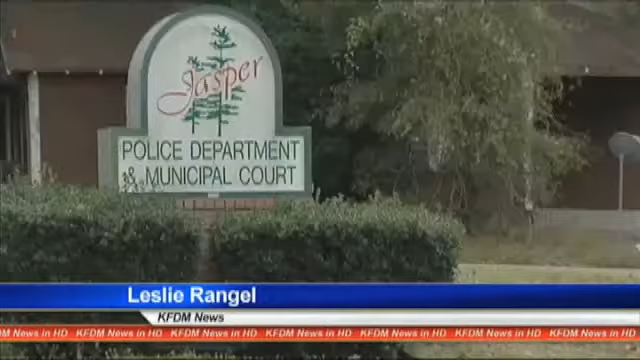 Jasper
POLICE DEPARTMENT
& MUNICIPAL COURT
Leslie Rangel
KFDM News
M News in HD KFDM News in HD KFDM News in HD KFDM News in HD KFDM News in HD KFDM News in HD